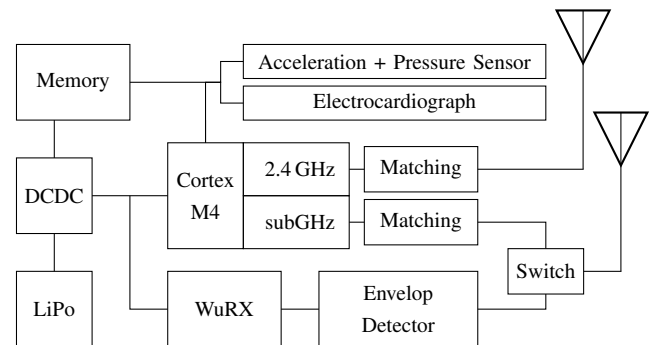 Acceleration + Pressure Sensor
Memory
Electrocardiograph
Cortex
M4
2.4 GHz
Matching
DCDC
subGHz
Matching
Switch
LiPo
WuRX
Envelop
Detector